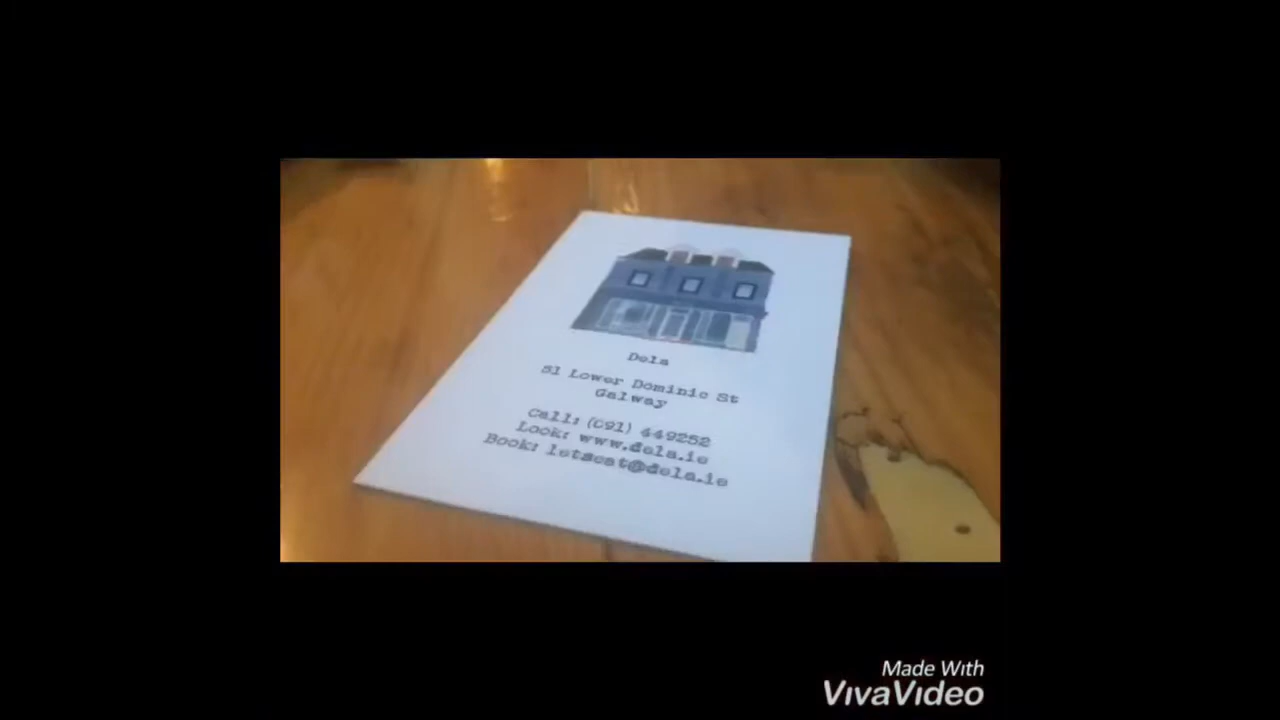 Dela
51 Lower Dominic St
Galway
Call: (091) 449252
Look: www.dela.ie
Book: letseat@dela.ie
Made With
VivaVideo